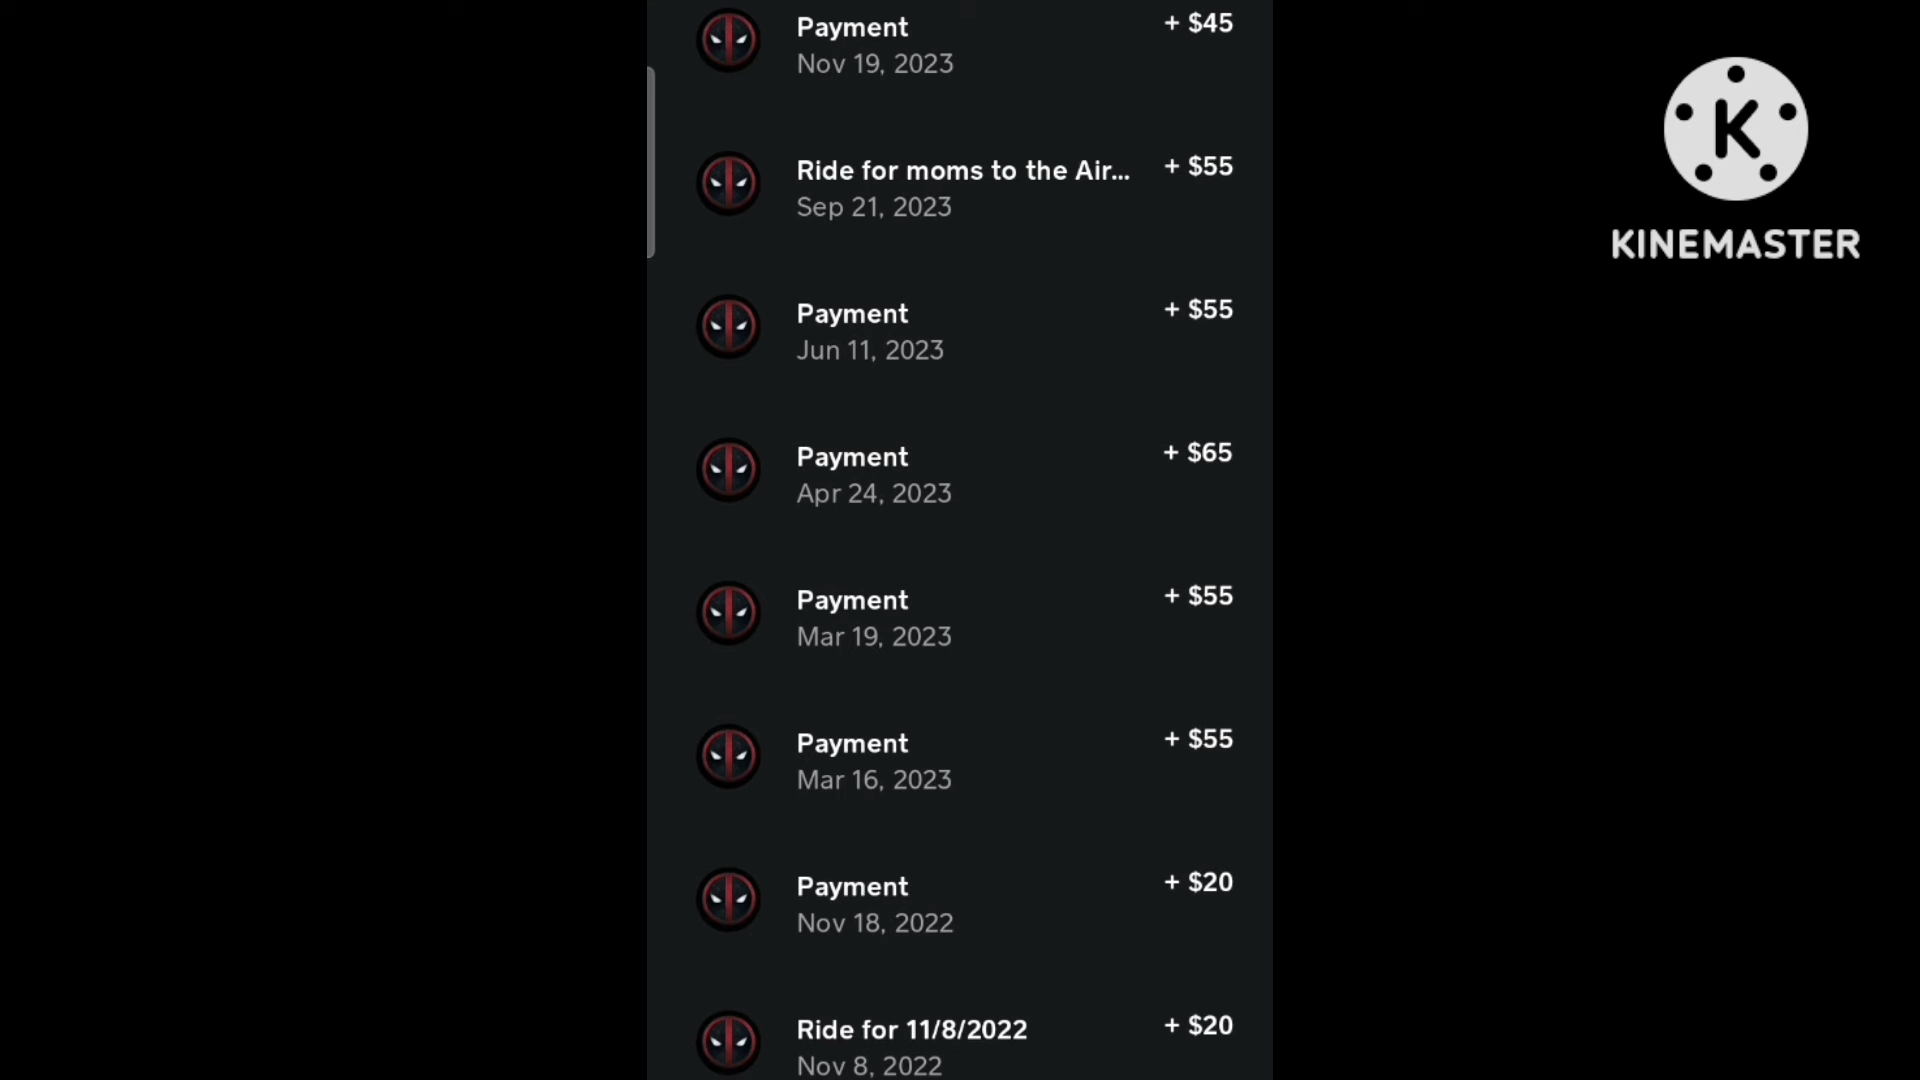 Payment
+ $45
Nov 19, 2023
Ride for moms to the Air...
+ $55
Sep 21, 2023
Payment
+ $55
Jun 11, 2023
Payment
+ $65
Apr 24, 2023
Payment
+ $55
Mar 19, 2023
Payment
+ $55
Mar 16, 2023
Payment
+ $20
Nov 18, 2022
Ride for 11/8/2022
+ $20
Nov 8, 2022
K
KINEMASTER